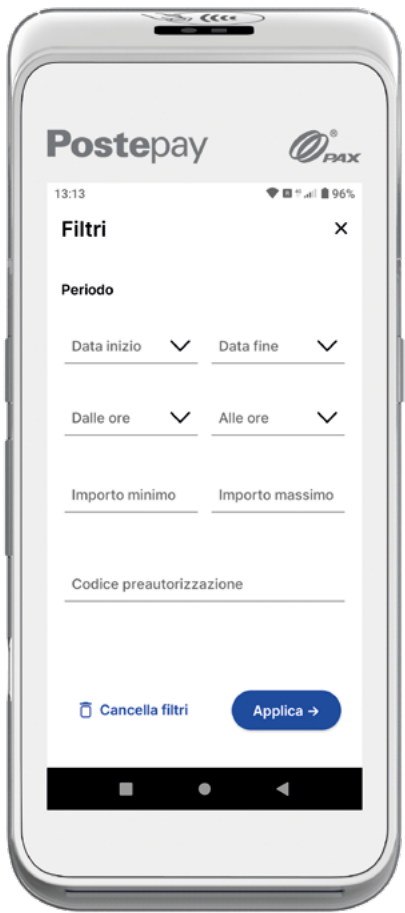 Postepay PAX®
13:13 96%
Filtri ×
Periodo
Data inizio Data fine
Dalle ore Alle ore
Importo minimo Importo massimo
Codice preautorizzazione
Cancella filtri Applica →